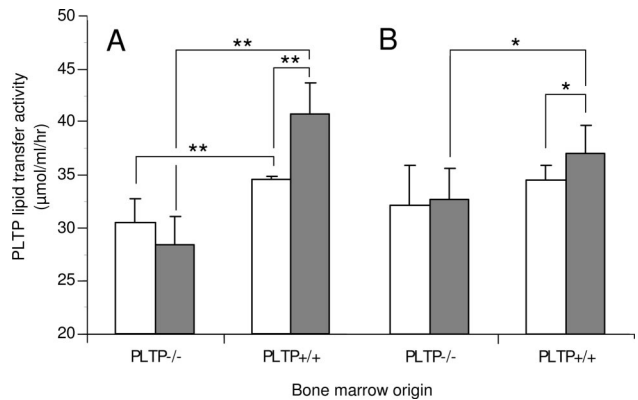 50
45
40
35
30
25
20
PLTP lipid transfer activity
(µmol/ml/hr)
A
B
**
**
**
*
*
PLTP-/-
PLTP+/+
PLTP-/-
PLTP+/+
Bone marrow origin